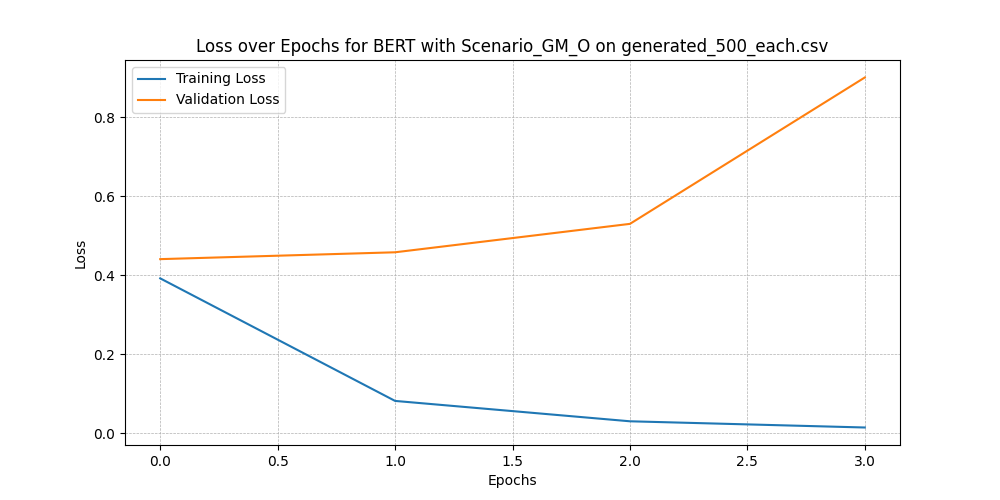 Loss over Epochs for BERT with Scenario_GM_O on generated_500_each.csv
Training Loss
Validation Loss
0.8
0.6
0.4
0.2
0.0
Loss
0.0 0.5 1.0 1.5 2.0 2.5 3.0
Epochs